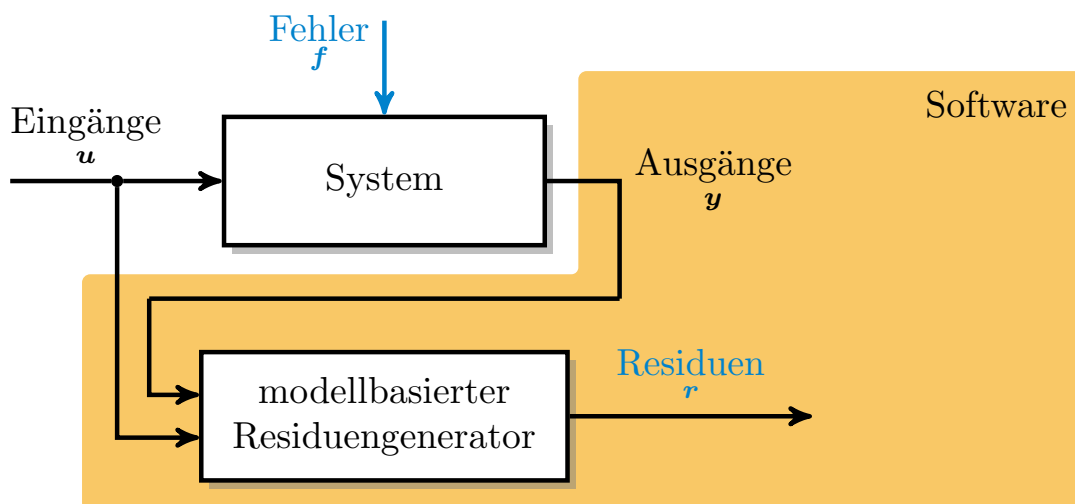 Fehler
f
Software
Eingänge
u
System
Ausgänge
y
Residuen
r
modellbasierter
Residuengenerator